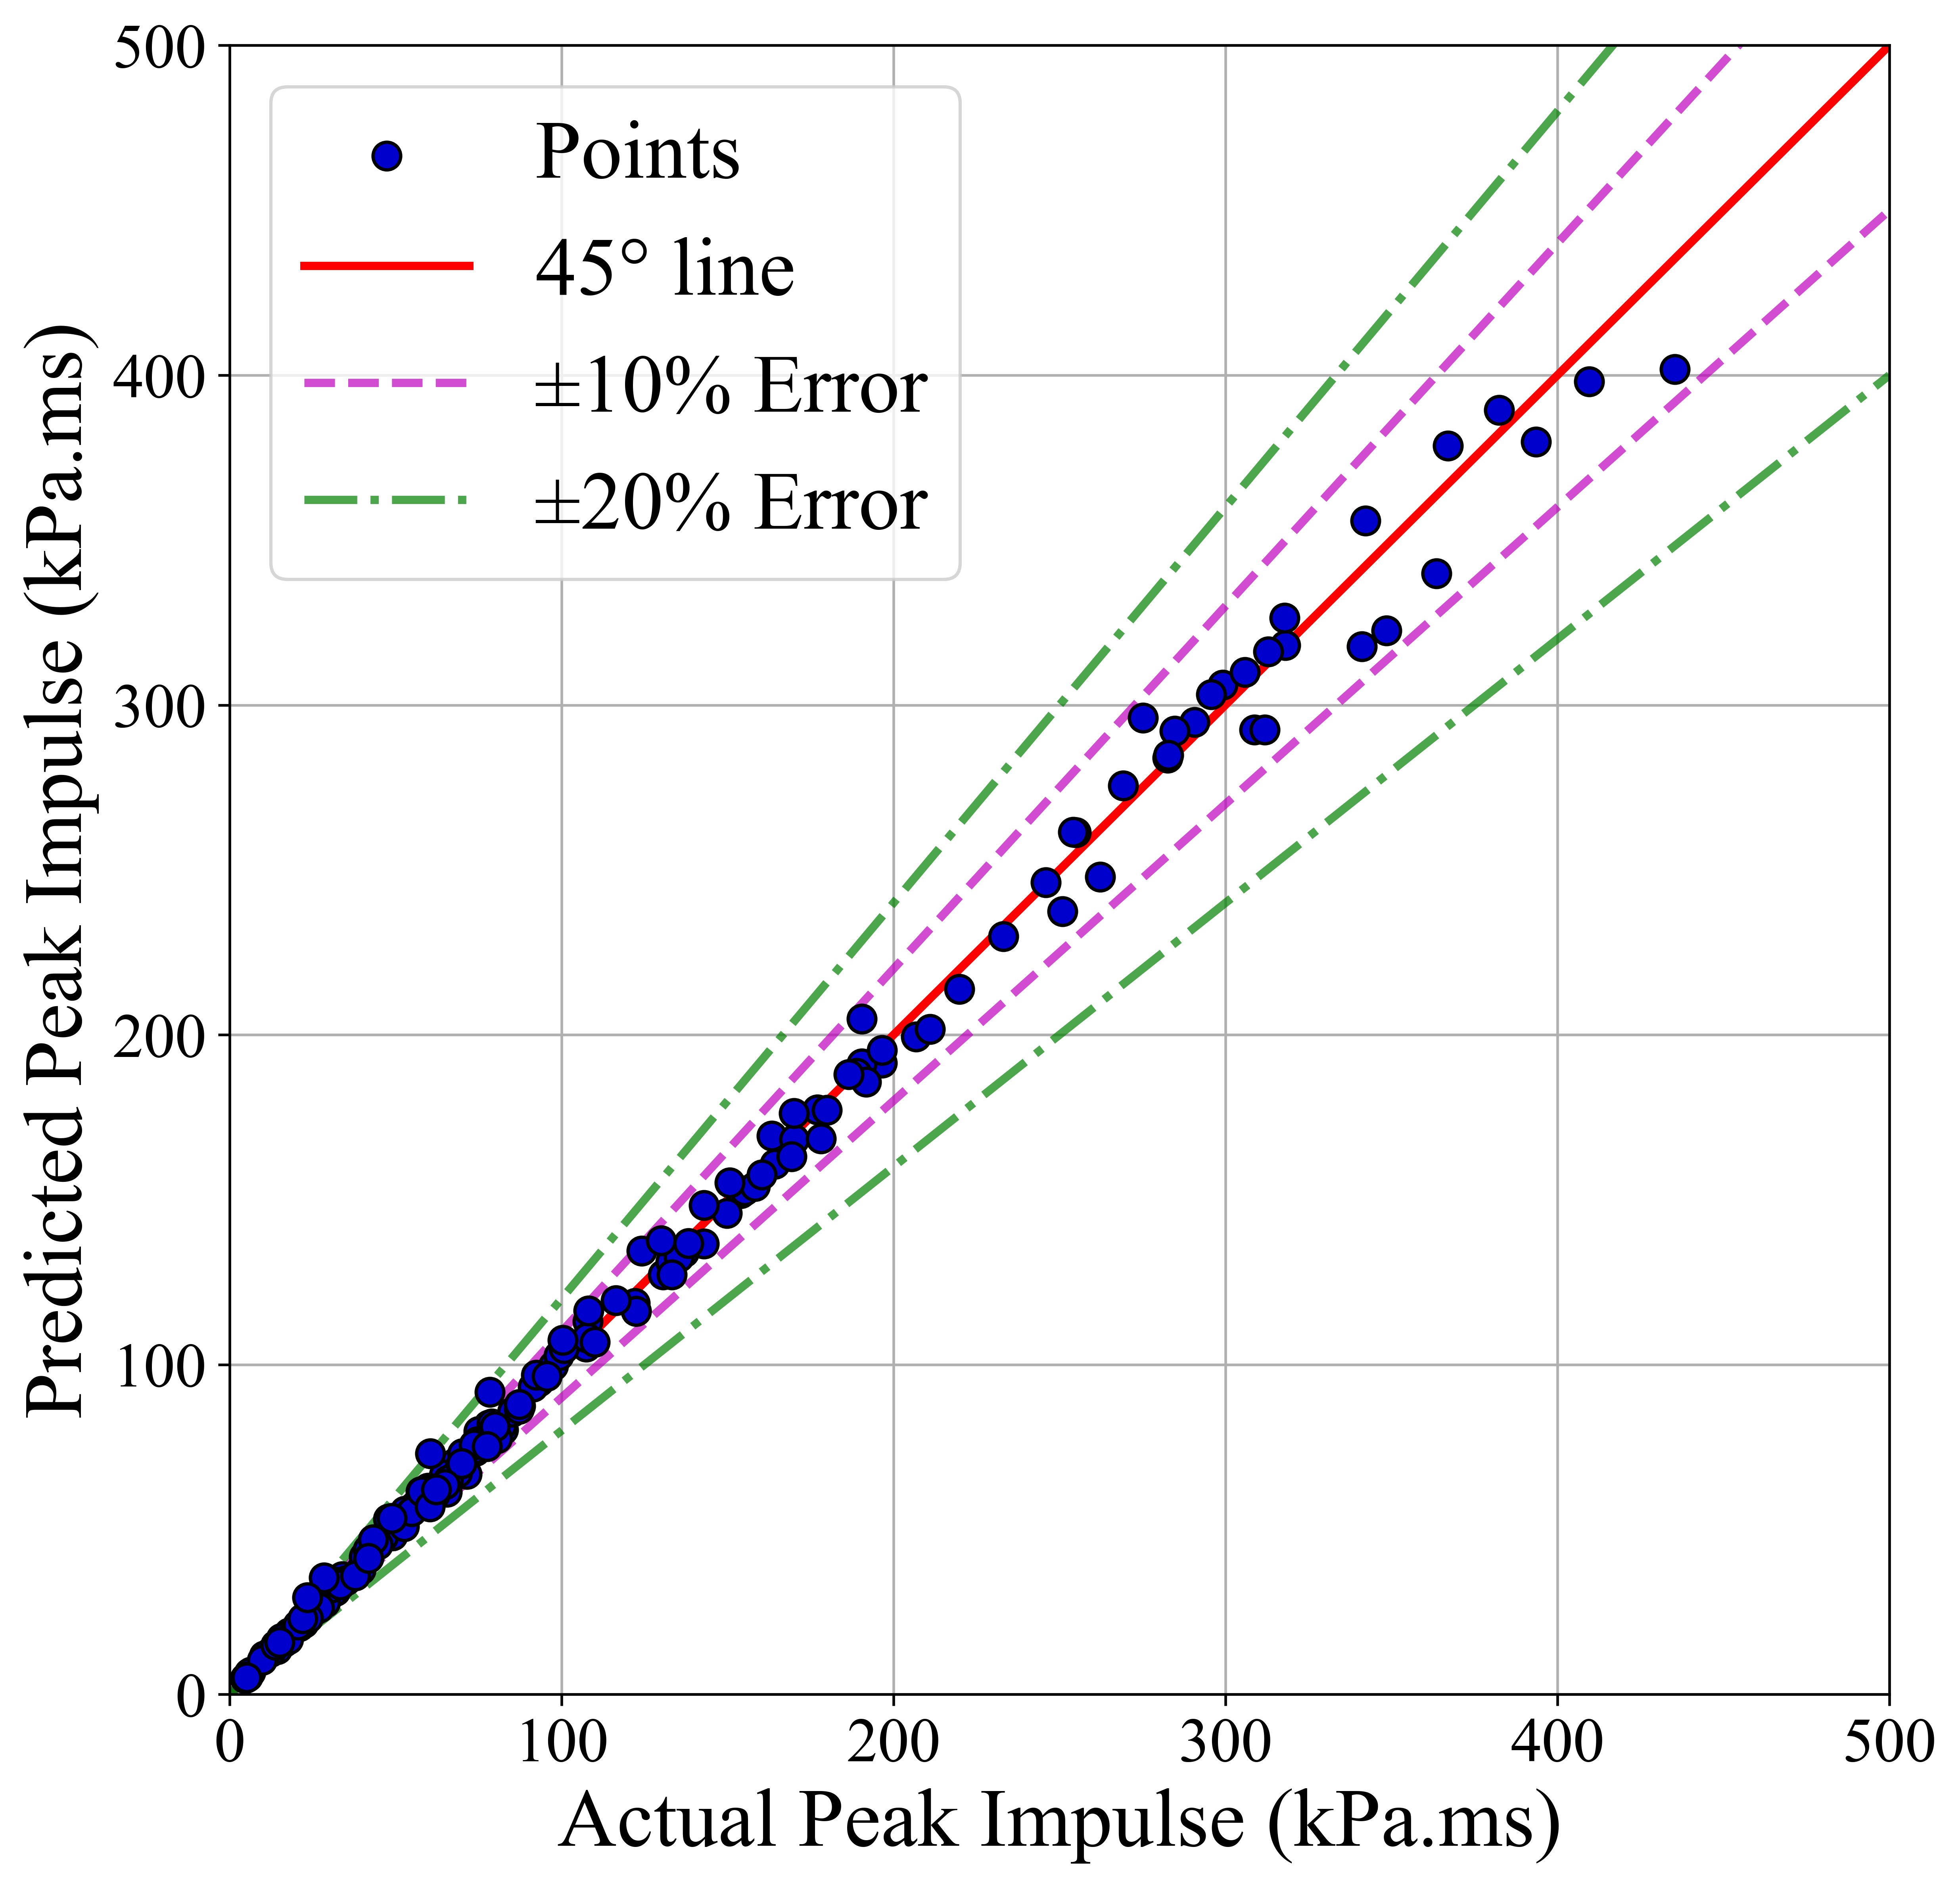 Points
45° line
±10% Error
±20% Error
500
400
300
200
100
0
Predicted Peak Impulse (kPa.ms)
0 100 200 300 400 500
Actual Peak Impulse (kPa.ms)